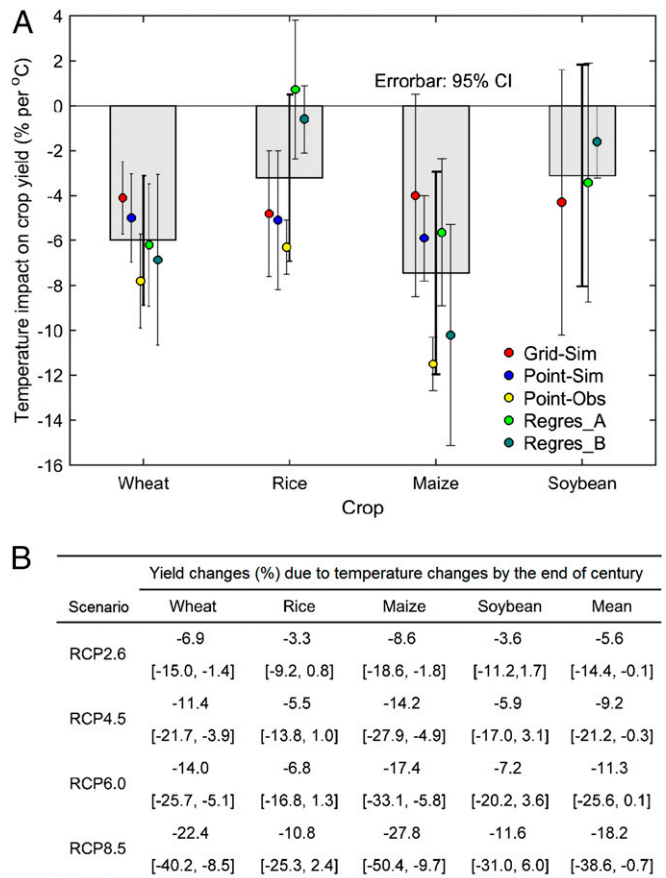 A
Temperature impact on crop yield (% per °C)
4
2
0
-2
-4
-6
-8
-10
-12
-14
-16
Errorbar: 95% CI
Grid-Sim
Point-Sim
Point-Obs
Regres_A
Regres_B
Wheat Rice Maize Soybean
Crop
B
Yield changes (%) due to temperature changes by the end of century
Scenario Wheat Rice Maize Soybean Mean
RCP2.6 -6.9 -3.3 -8.6 -3.6 -5.6
[-15.0, -1.4] [-9.2, 0.8] [-18.6, -1.8] [-11.2,1.7] [-14.4, -0.1]
RCP4.5 -11.4 -5.5 -14.2 -5.9 -9.2
[-21.7, -3.9] [-13.8, 1.0] [-27.9, -4.9] [-17.0, 3.1] [-21.2, -0.3]
RCP6.0 -14.0 -6.8 -17.4 -7.2 -11.3
[-25.7, -5.1] [-16.8, 1.3] [-33.1, -5.8] [-20.2, 3.6] [-25.6, 0.1]
RCP8.5 -22.4 -10.8 -27.8 -11.6 -18.2
[-40.2, -8.5] [-25.3, 2.4] [-50.4, -9.7] [-31.0, 6.0] [-38.6, -0.7]